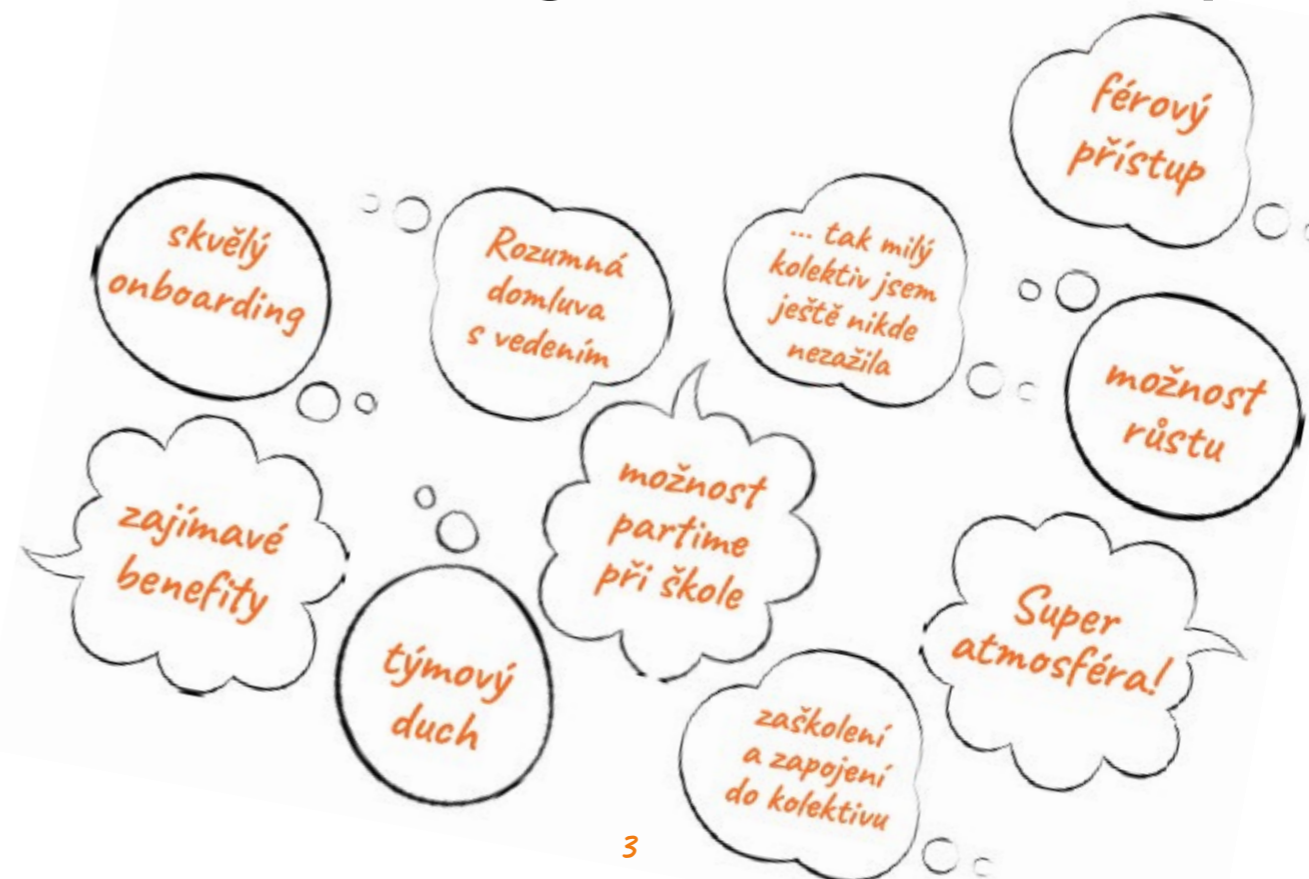 férový
přístup
skvělý
onboarding
Rozumná
domluva
s vedením
... tak milý
kolektiv jsem
ještě nikde
nezažila
možnost
růstu
zajímavé
benefity
možnost
partime
při škole
týmový
duch
Super
atmosféra!
zaškolení
a zapojení
do kolektivu
3